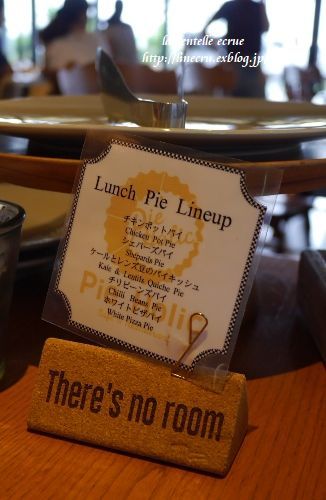 la dentelle ecrue
http://linecru.exblog.jp
Lunch Pie Lineup
チキンポットパイ
Chicken Pot Pie
シェパーズパイ
Shepards Pie
ケールとレンズ豆のパイキッシュ
Kale & Lentils Quiche Pie
チリビーンズパイ
Chilli Beans Pie
ホワイトピザパイ
White Pizza Pie
There's no room